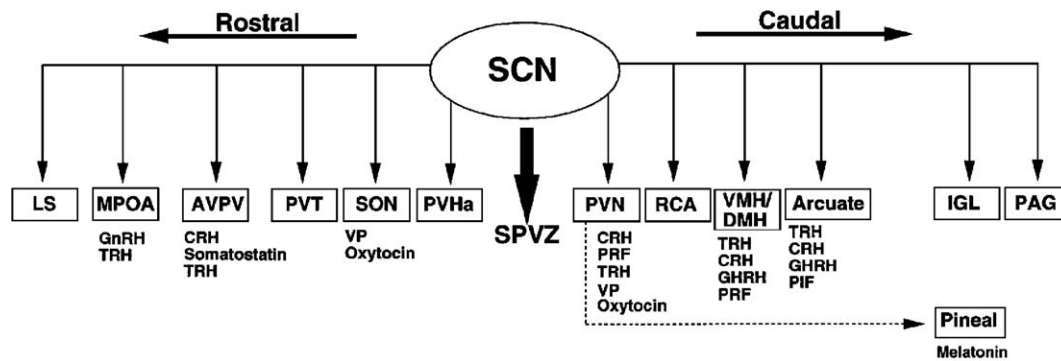 Rostral
Caudal
SCN
LS
MPOA
GnRH
TRH
AVPV
CRH
Somatostatin
TRH
PVT
SON
VP
Oxytocin
PVHa
SPVZ
PVN
CRH
PRF
TRH
VP
Oxytocin
RCA
VMH/
DMH
TRH
CRH
GHRH
PRF
Arcuate
TRH
CRH
GHRH
PIF
IGL
PAG
Pineal
Melatonin